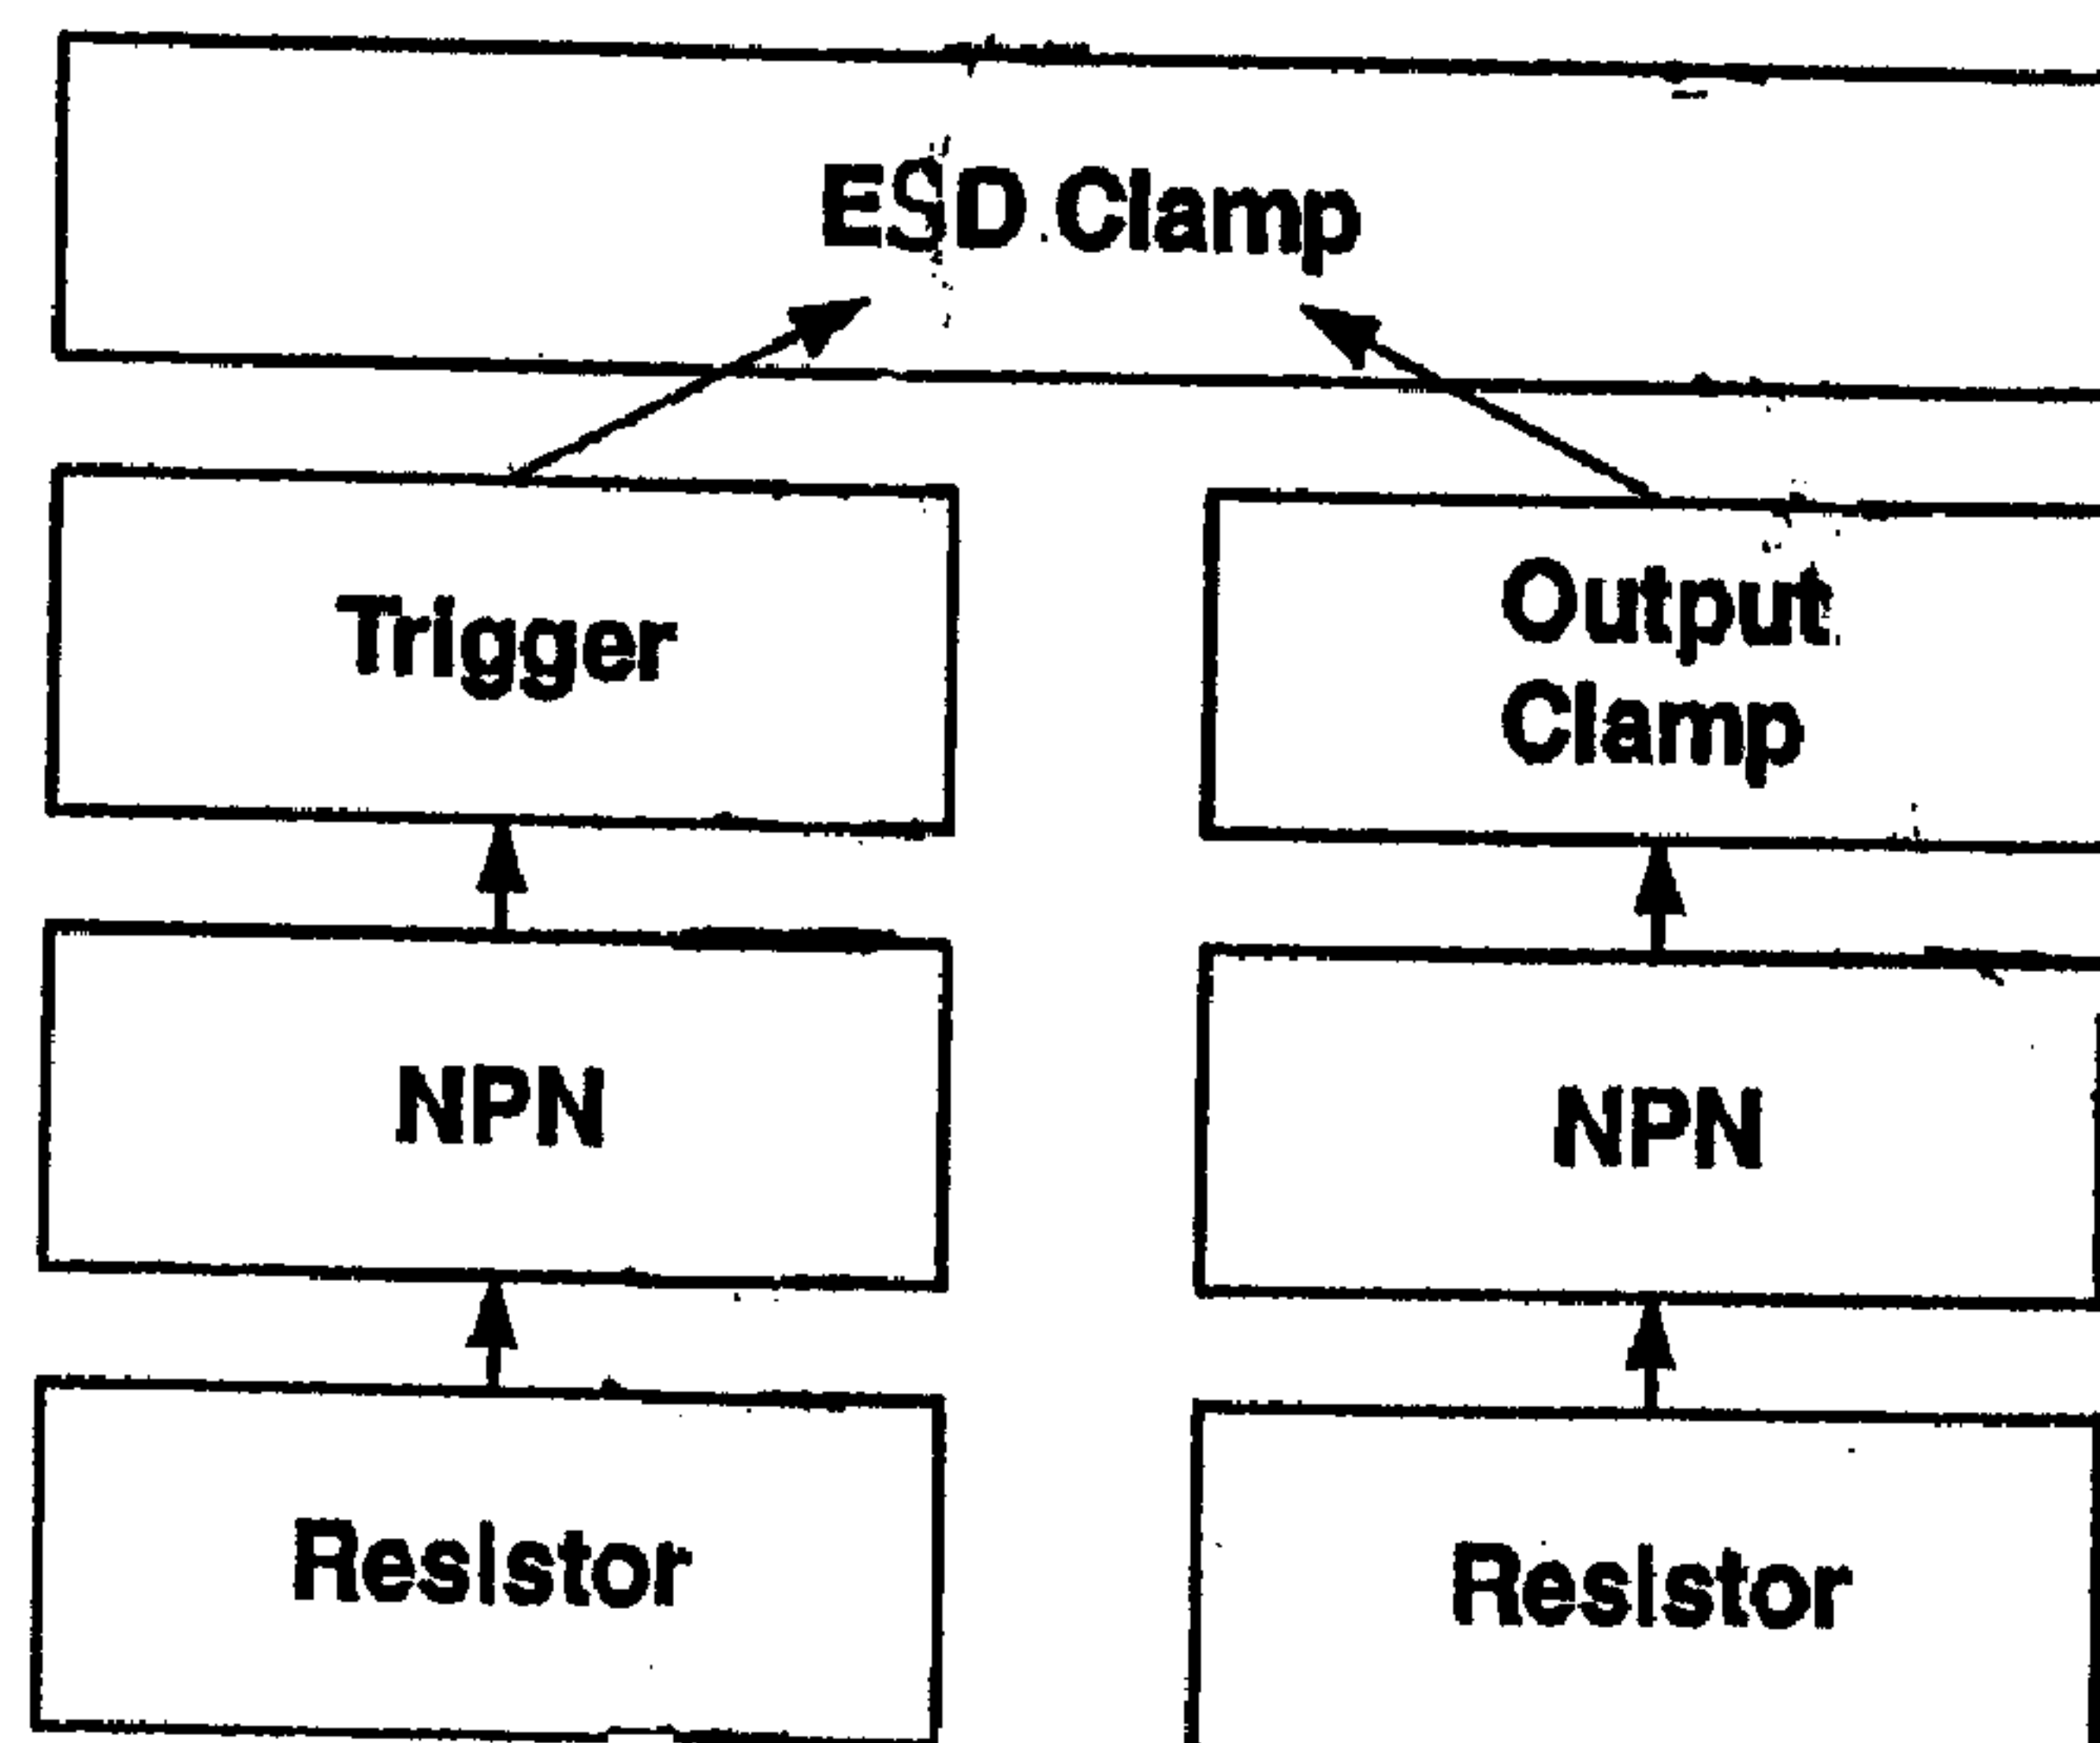 ESD Clamp
Trigger
Output
Clamp
NPN
NPN
Resistor
Resistor